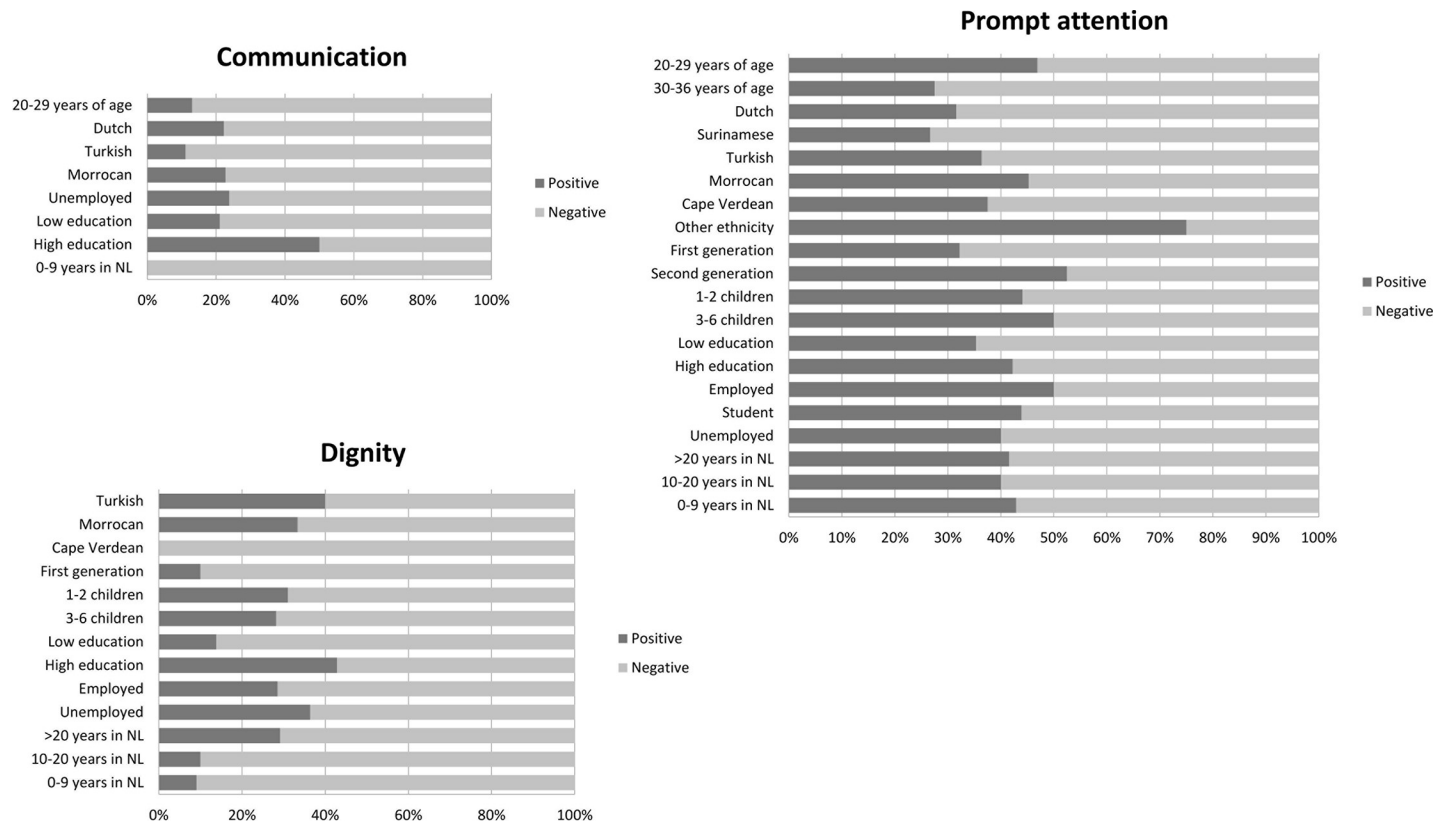 Communication
20-29 years of age
Dutch
Turkish
Morrocan
Unemployed
Low education
High education
0-9 years in NL
0% 20% 40% 60% 80% 100%
Positive
Negative
Dignity
Turkish
Morrocan
Cape Verdean
First generation
1-2 children
3-6 children
Low education
High education
Employed
Unemployed
>20 years in NL
10-20 years in NL
0-9 years in NL
0% 20% 40% 60% 80% 100%
Positive
Negative
Prompt attention
20-29 years of age
30-36 years of age
Dutch
Surinamese
Turkish
Morrocan
Cape Verdean
Other ethnicity
First generation
Second generation
1-2 children
3-6 children
Low education
High education
Employed
Student
Unemployed
>20 years in NL
10-20 years in NL
0-9 years in NL
0% 10% 20% 30% 40% 50% 60% 70% 80% 90% 100%
Positive
Negative